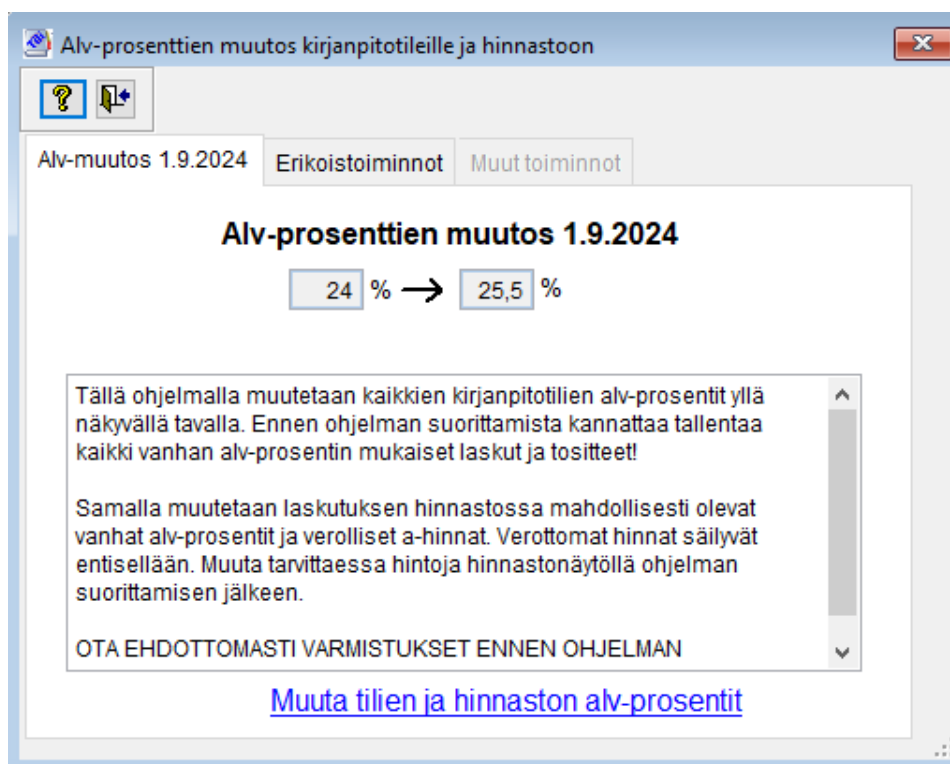 Alv-prosenttien muutos kirjanpitotileille ja hinnastoon
Alv-muutos 1.9.2024 Erikoistoiminnot Muut toiminnot
Alv-prosenttien muutos 1.9.2024
24 % → 25,5 %
Tällä ohjelmalla muutetaan kaikkien kirjanpitotilien alv-prosentit yllä
näkyvällä tavalla. Ennen ohjelman suorittamista kannattaa tallentaa
kaikki vanhan alv-prosentin mukaiset laskut ja tositteet!
Samalla muutetaan laskutuksen hinnastossa mahdollisesti olevat
vanhat alv-prosentit ja verolliset a-hinnat. Verottomat hinnat säilyvät
entisellään. Muuta tarvittaessa hintoja hinnastonäytöllä ohjelman
suorittamisen jälkeen.
OTA EHDOTTOMASTI VARMISTUKSET ENNEN OHJELMAN
Muuta tilien ja hinnaston alv-prosentit